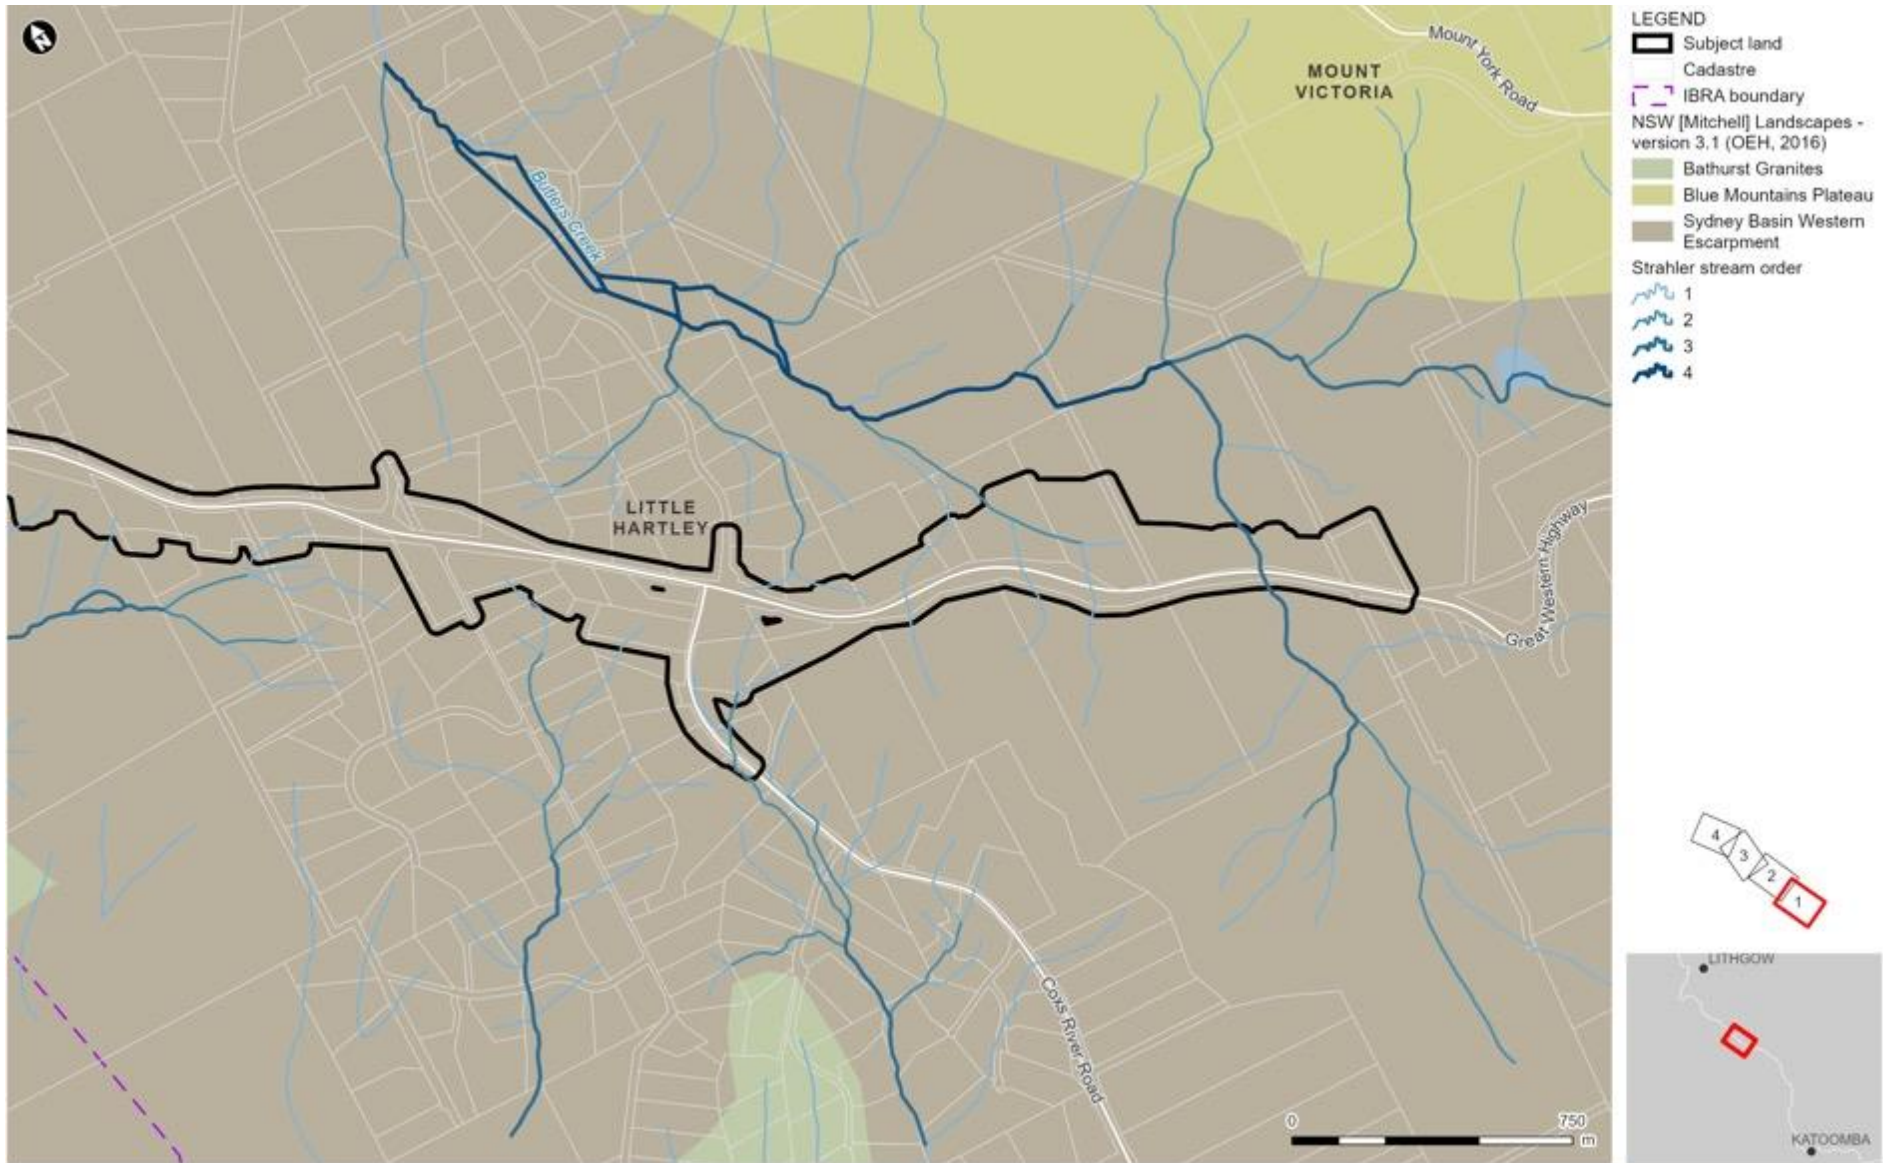 MOUNT
VICTORIA
Mount York Road
Butlers Creek
LITTLE
HARTLEY
Great Western Highway
Coxs River Road
0
750
m
LEGEND
Subject land
Cadastre
IBRA boundary
NSW [Mitchell] Landscapes -
version 3.1 (OEH, 2016)
Bathurst Granites
Blue Mountains Plateau
Sydney Basin Western
Escarpment
Strahler stream order
1
2
3
4
4
3
2
1
LITHGOW
KATOOMBA